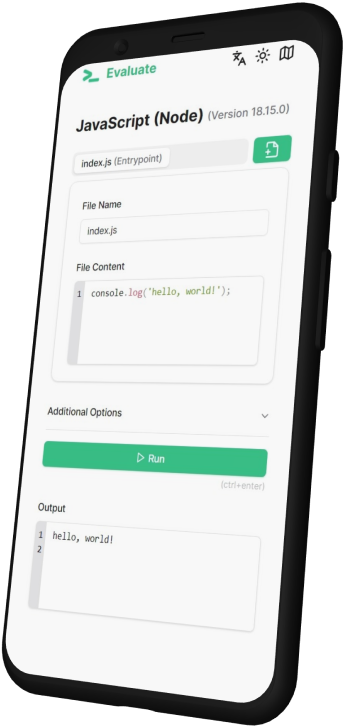 Evaluate
JavaScript (Node) (Version 18.15.0)
index.js (Entrypoint)
File Name
index.js
File Content
1 console.log('hello, world!');
Additional Options
Run
(ctrl+enter)
Output
1 hello, world!
2